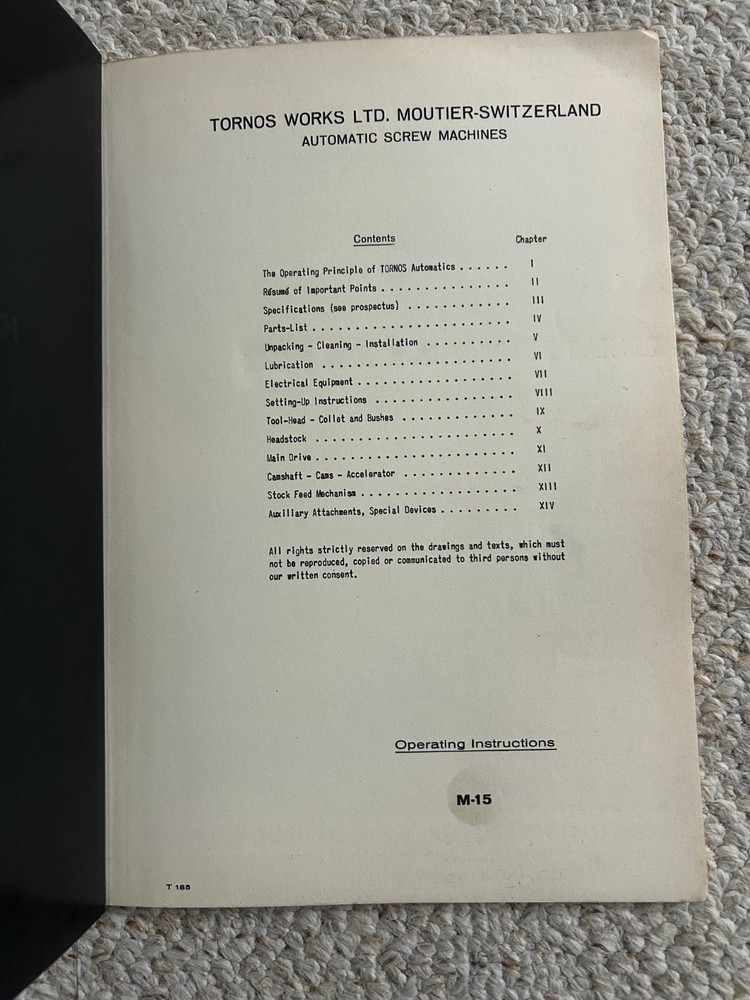 TORNOS WORKS LTD. MOUTIER-SWITZERLAND
AUTOMATIC SCREW MACHINES
Contents Chapter
The Operating Principle of TORNOS Automatics . . . . . . I
Résumé of Important Points . . . . . . . . . . . . . . . II
Specifications (see prospectus) . . . . . . . . . . . . III
Parts-List . . . . . . . . . . . . . . . . . . . . . . . IV
Unpacking - Cleaning - Installation . . . . . . . . . . V
Lubrication . . . . . . . . . . . . . . . . . . . . . . VI
Electrical Equipment . . . . . . . . . . . . . . . . . . VII
Setting-Up Instructions . . . . . . . . . . . . . . . . VIII
Tool-Head - Collet and Bushes . . . . . . . . . . . . . IX
Headstock . . . . . . . . . . . . . . . . . . . . . . . X
Main Drive . . . . . . . . . . . . . . . . . . . . . . . XI
Camshaft - Cams - Accelerator . . . . . . . . . . . . . XII
Stock Feed Mechanism . . . . . . . . . . . . . . . . . . XIII
Auxiliary Attachments, Special Devices . . . . . . . . . XIV
All rights strictly reserved on the drawings and texts, which must
not be reproduced, copied or communicated to third persons without
our written consent.
Operating Instructions
M-15
T 185